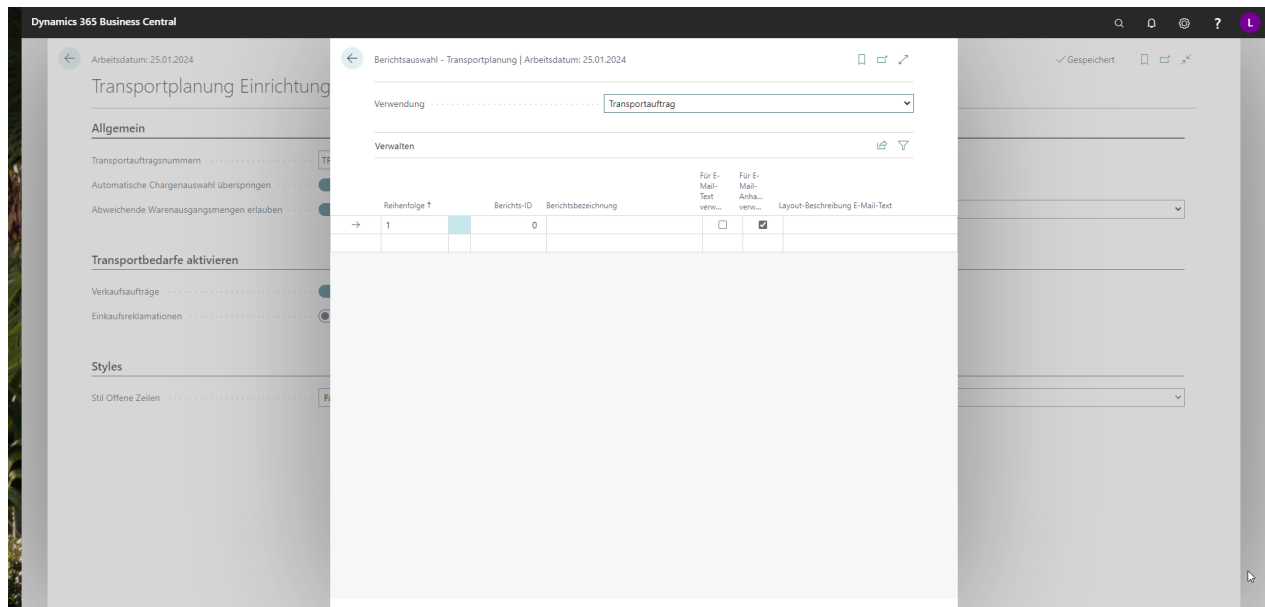 Dynamics 365 Business Central
?
L
Arbeitsdatum: 25.01.2024
Transportplanung Einrichtung
Gespeichert
Allgemein
Transportauftragsnummern
Automatische Chargenauswahl überspringen
Abweichende Warenausgangsmengen erlauben
Transportbedarfe aktivieren
Verkaufsaufträge
Einkaufsreklamationen
Styles
Stil Offene Zeilen
Berichtsauswahl - Transportplanung | Arbeitsdatum: 25.01.2024
Verwendung Transportauftrag
Verwalten
Reihenfolge ↑ Berichts-ID Berichtsbezeichnung Für E-Mail-Text verw... Für E-Mail-Anha... verw... Layout-Beschreibung E-Mail-Text
1 0